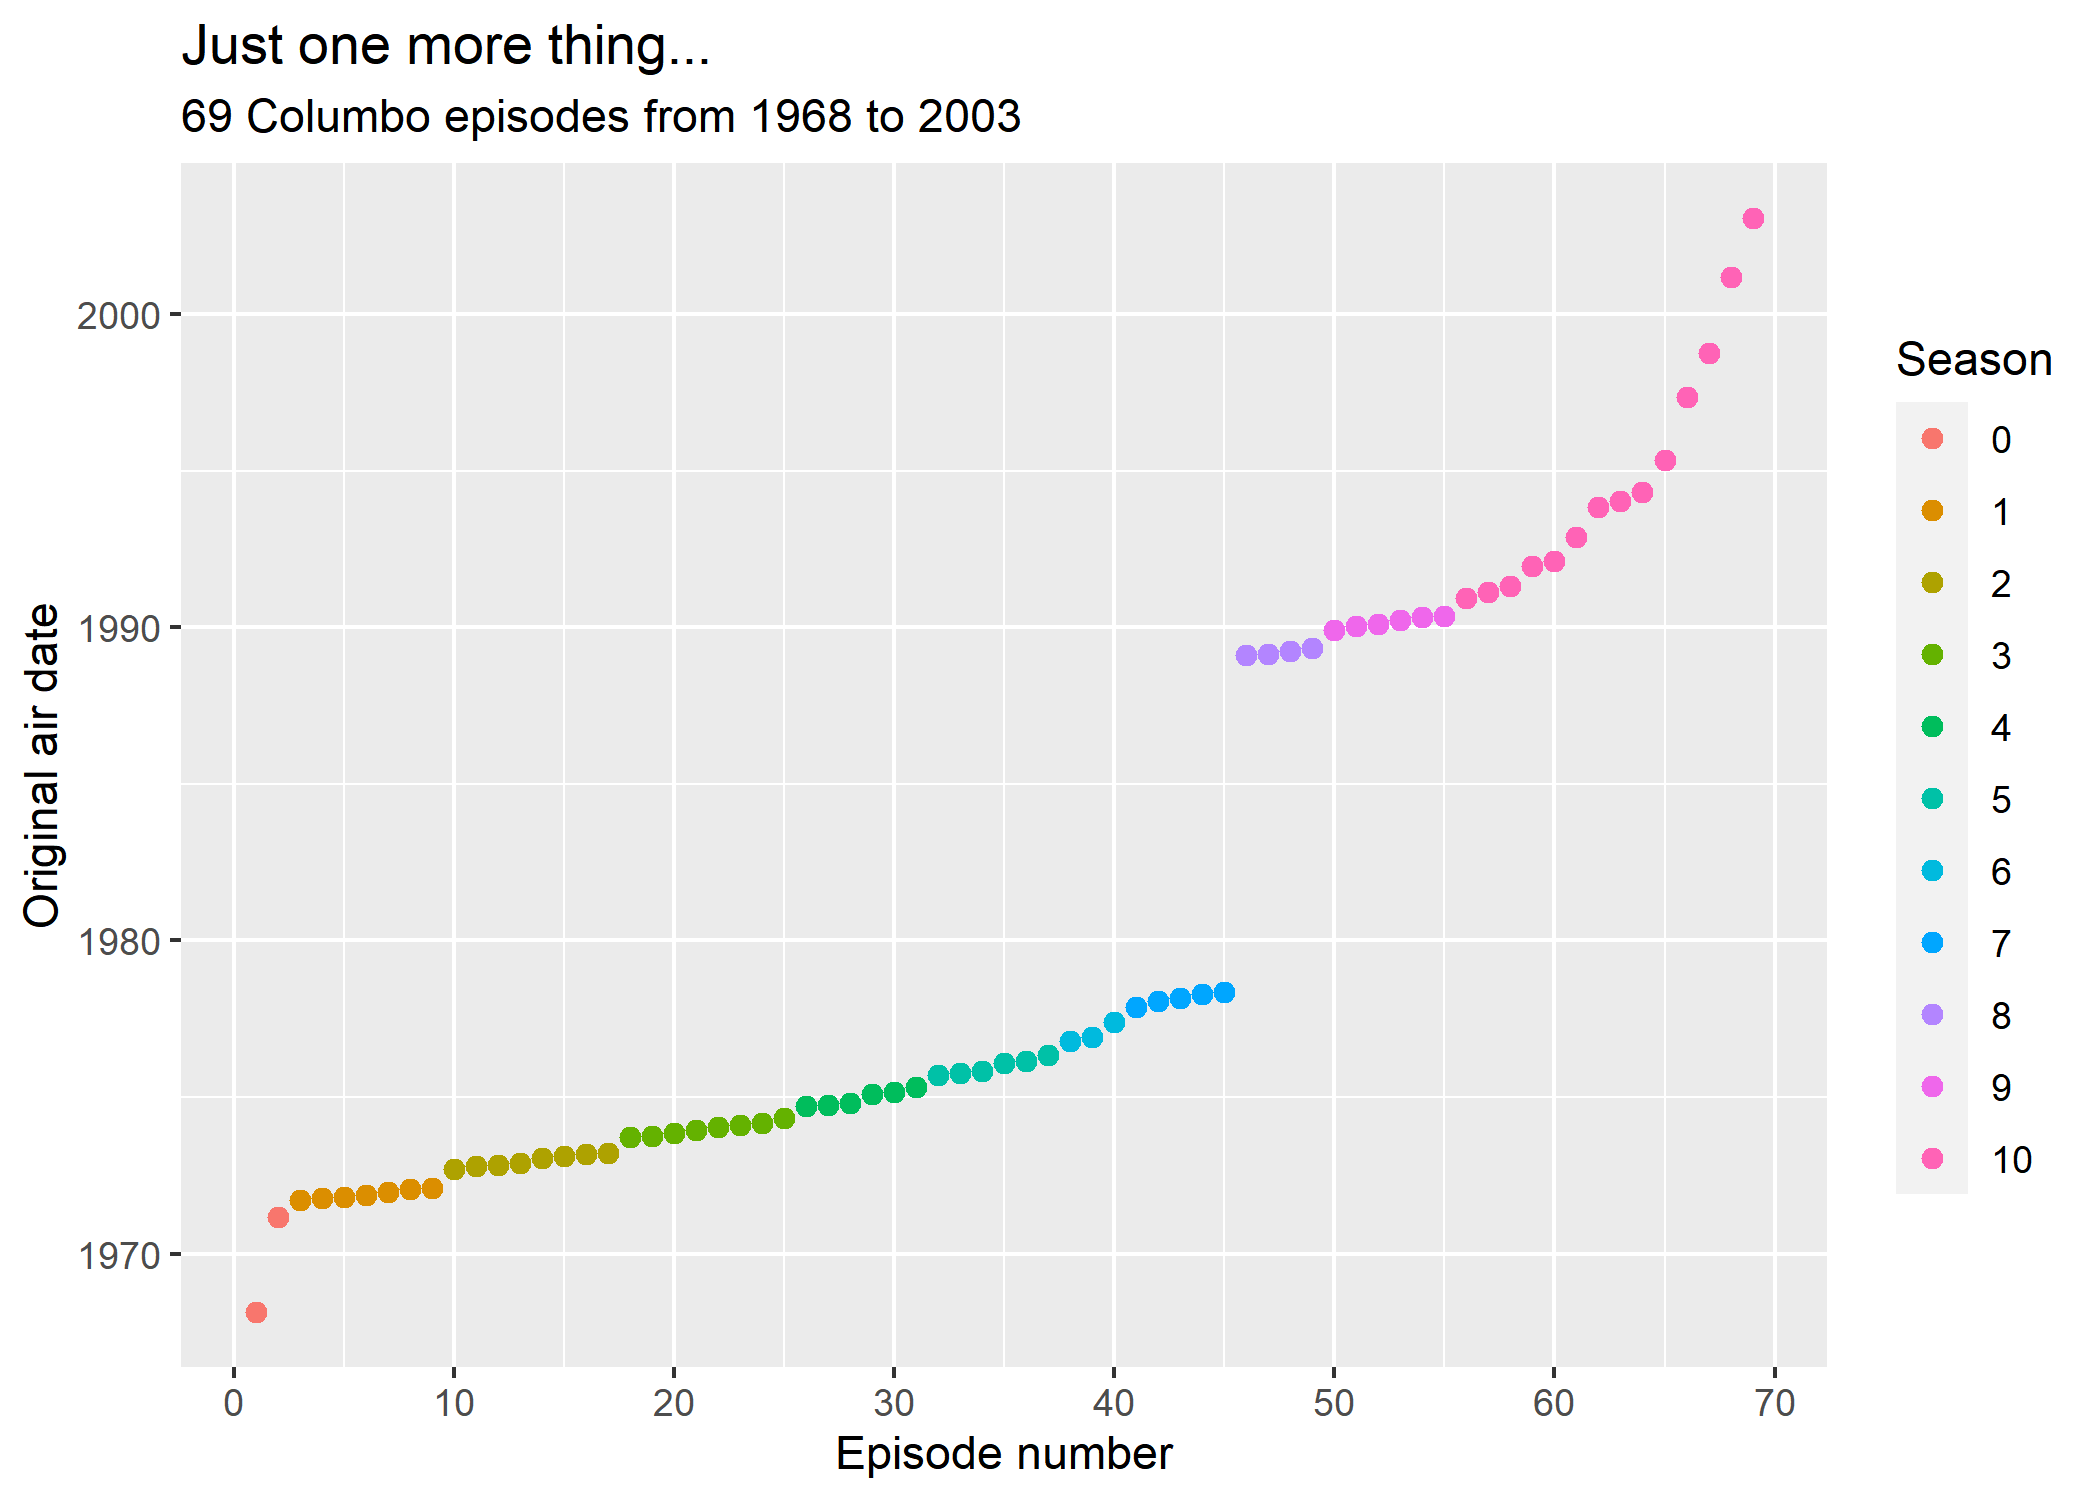 Just one more thing...
69 Columbo episodes from 1968 to 2003
Original air date
2000
1990
1980
1970
0 10 20 30 40 50 60 70
Episode number
Season
0
1
2
3
4
5
6
7
8
9
10